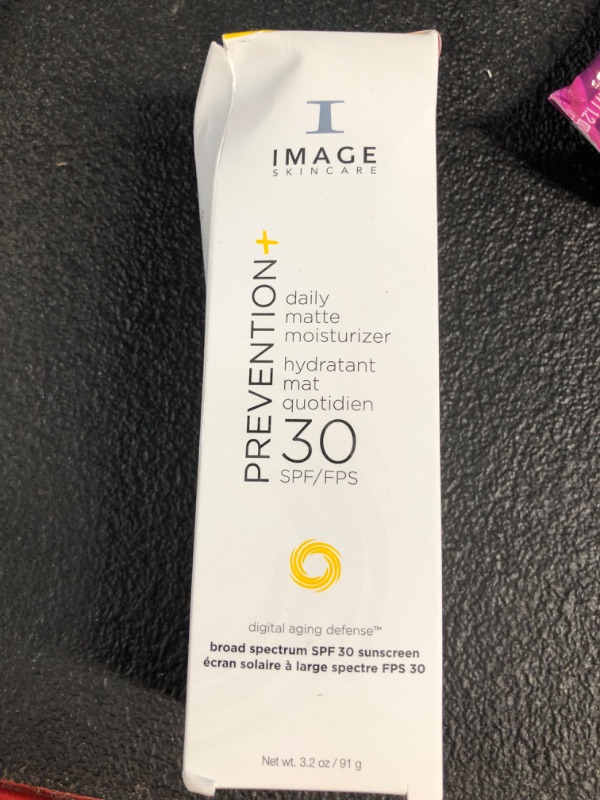 IMAGE
SKINCARE
PREVENTION+
daily
matte
moisturizer
hydratant
mat
quotidien
30
SPF/FPS
digital aging defense™
broad spectrum SPF 30 sunscreen
écran solaire à large spectre FPS 30
Net wt. 3.2 oz / 91 g